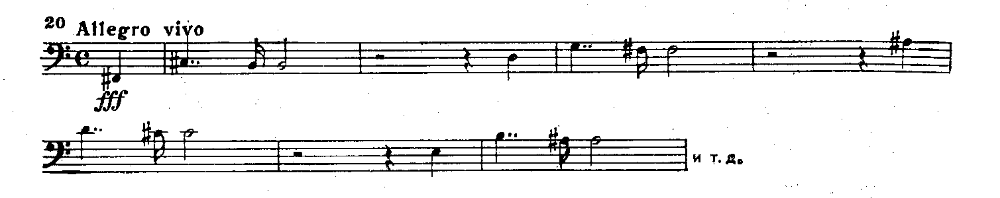 20 Allegro vivo
fff
и т. д.